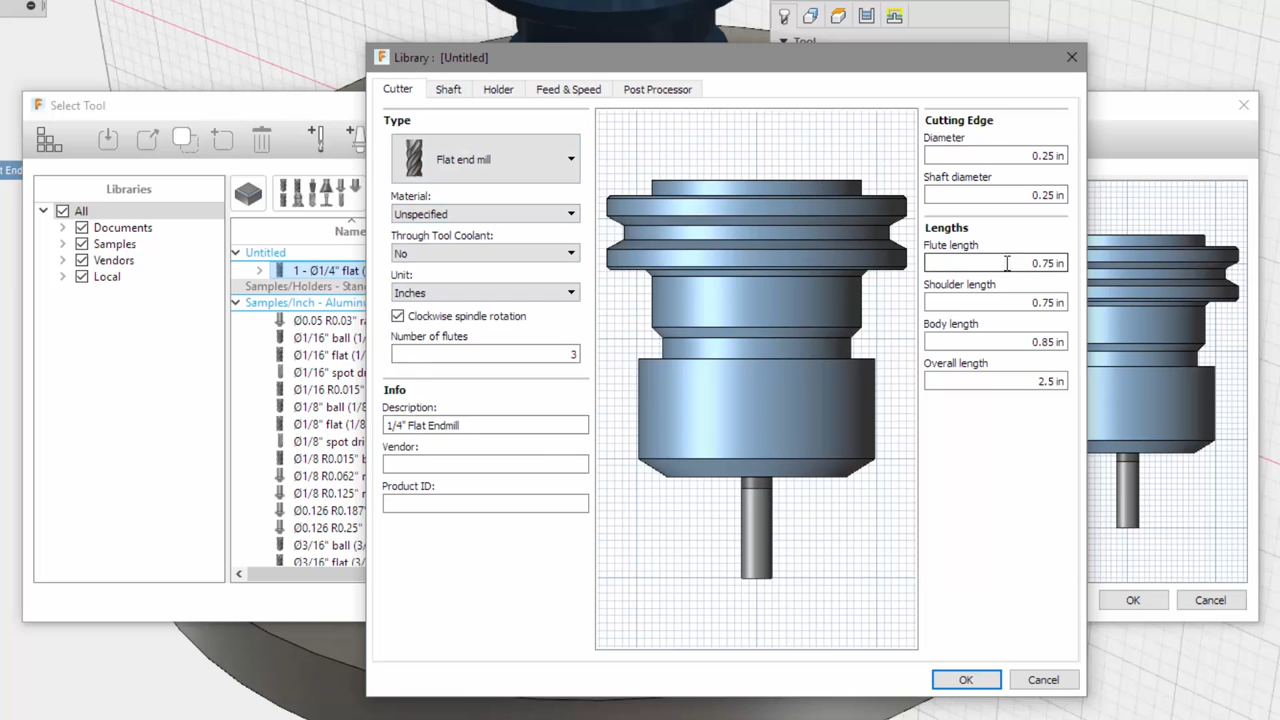 Tool
Library : [Untitled]
Cutter Shaft Holder Feed & Speed Post Processor
Type
Flat end mill
Material:
Unspecified
Through Tool Coolant:
No
Unit:
Inches
Clockwise spindle rotation
Number of flutes
3
Info
Description:
1/4" Flat Endmill
Vendor:
Product ID:
Cutting Edge
Diameter
0.25 in
Shaft diameter
0.25 in
Lengths
Flute length
0.75 in
Shoulder length
0.75 in
Body length
0.85 in
Overall length
2.5 in
OK Cancel
Select Tool
Libraries
All
Documents
Samples
Vendors
Local
Untitled
1 - Ø1/4" flat (
Samples/Holders -
Samples/Inch -
Ø0.05 R0.03"
Ø1/16" ball (1/
Ø1/16" flat (1/
Ø1/16" spot
Ø1/16 R0.015"
Ø1/8" ball (1/8
Ø1/8" flat (1/8
Ø1/8" spot
Ø1/8 R0.015"
Ø1/8 R0.062"
Ø1/8 R0.125"
Ø0.126 R0.187"
Ø0.126 R0.25"
Ø3/16" ball (3/
Ø3/16" flat (3/
OK Cancel